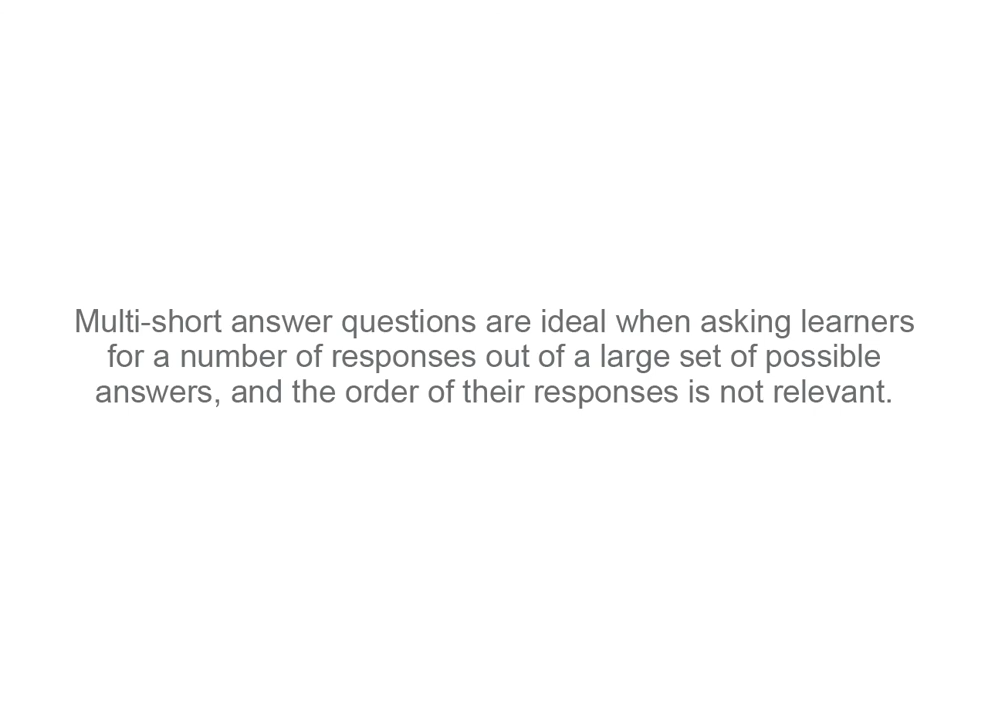 Multi-short answer questions are ideal when asking learners
for a number of responses out of a large set of possible
answers, and the order of their responses is not relevant.